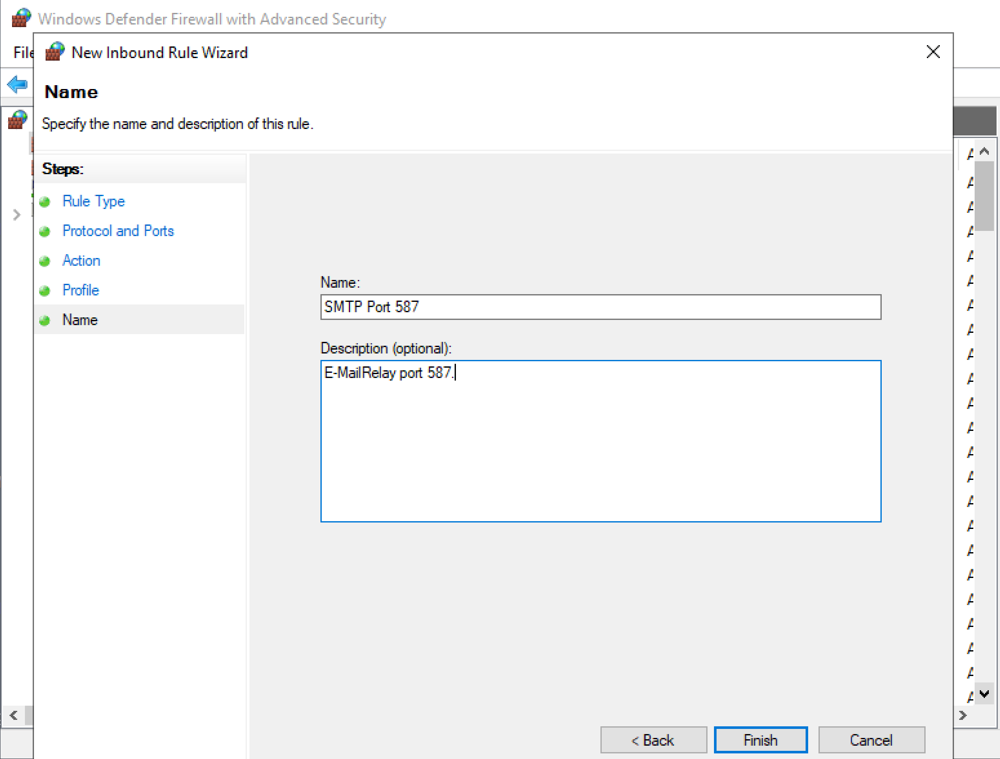 Windows Defender Firewall with Advanced Security
File
New Inbound Rule Wizard
Name
Specify the name and description of this rule.
Steps:
Rule Type
Protocol and Ports
Action
Profile
Name
Name:
SMTP Port 587
Description (optional):
E-MailRelay port 587.
< Back
Finish
Cancel